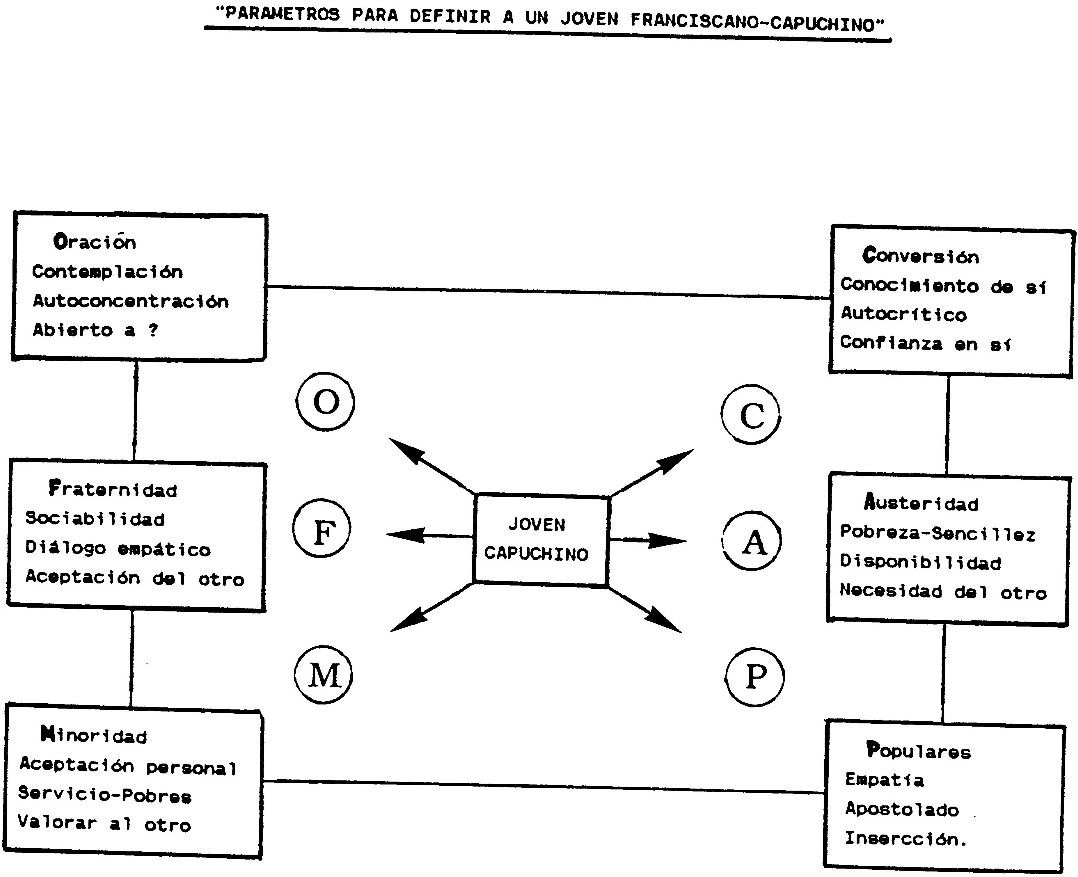 "PARAMETROS PARA DEFINIR A UN JOVEN FRANCISCANO-CAPUCHINO"
Oración
Contemplación
Autoconcentración
Abierto a ?
Conversión
Conocimiento de sí
Autocrítico
Confianza en sí
O
C
Fraternidad
Sociabilidad
Diálogo empático
Aceptación del otro
F
JOVEN
CAPUCHINO
A
Austeridad
Pobreza-Sencillez
Disponibilidad
Necesidad del otro
M
P
Minoridad
Aceptación personal
Servicio-Pobres
Valorar al otro
Populares
Empatía
Apostolado
Insercción.